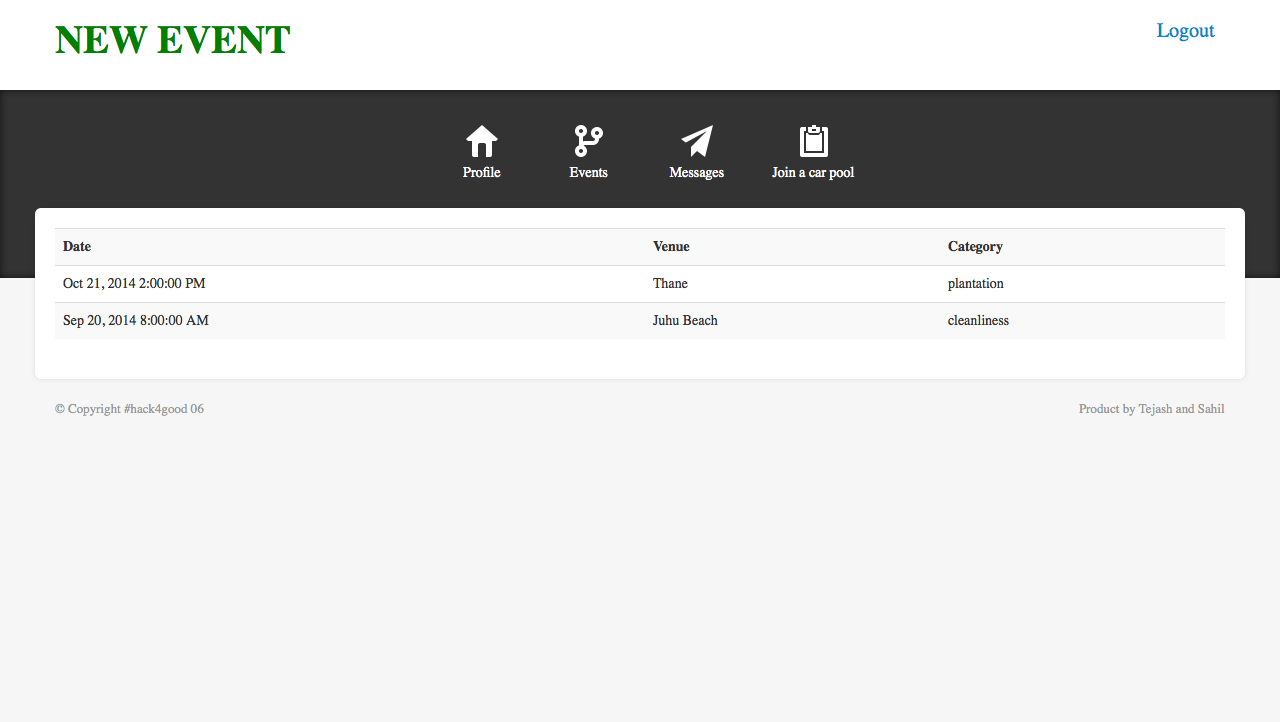 NEW EVENT
Logout
Profile Events Messages Join a car pool
Date Venue Category
Oct 21, 2014 2:00:00 PM Thane plantation
Sep 20, 2014 8:00:00 AM Juhu Beach cleanliness
© Copyright #hack4good 06 Product by Tejash and Sahil